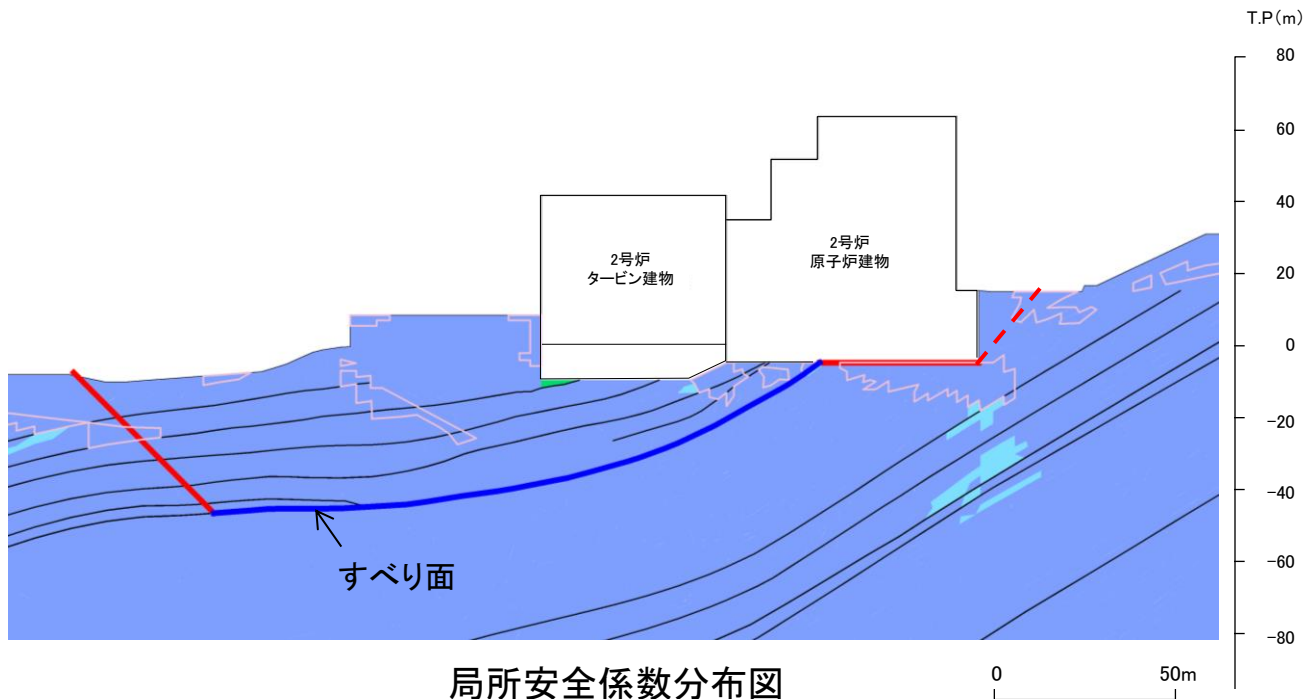 T.P(m)
80
60
40
20
0
-20
-40
-60
-80
2号炉
タービン建物
2号炉
原子炉建物
すべり面
局所安全係数分布図
0
50m